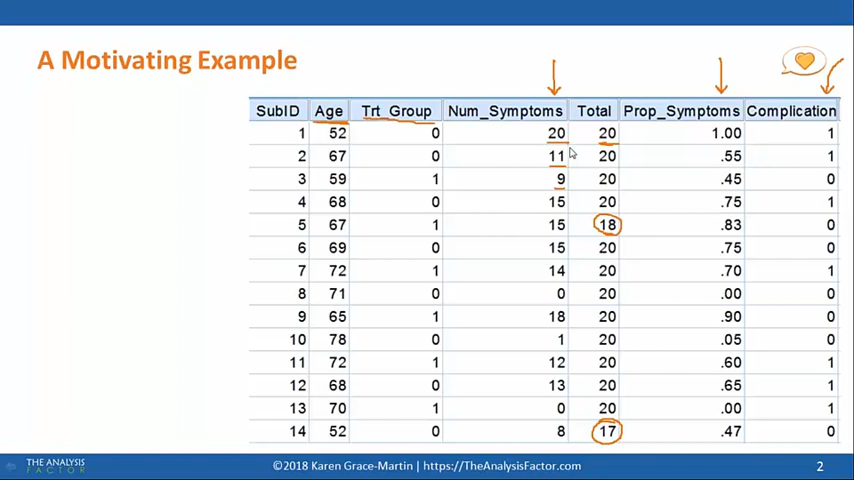 A Motivating Example
SubID Age Trt_Group Num_Symptoms Total Prop_Symptoms Complication
1 52 0 20 20 1.00 1
2 67 0 11 20 .55 1
3 59 1 9 20 .45 0
4 68 0 15 20 .75 1
5 67 1 15 18 .83 0
6 69 0 15 20 .75 0
7 72 1 14 20 .70 1
8 71 0 0 20 .00 0
9 65 1 18 20 .90 0
10 78 0 1 20 .05 0
11 72 1 12 20 .60 1
12 68 0 13 20 .65 1
13 70 1 0 20 .00 1
14 52 0 8 17 .47 0
THE ANALYSIS
FACTOR
©2018 Karen Grace-Martin | https://TheAnalysisFactor.com
2